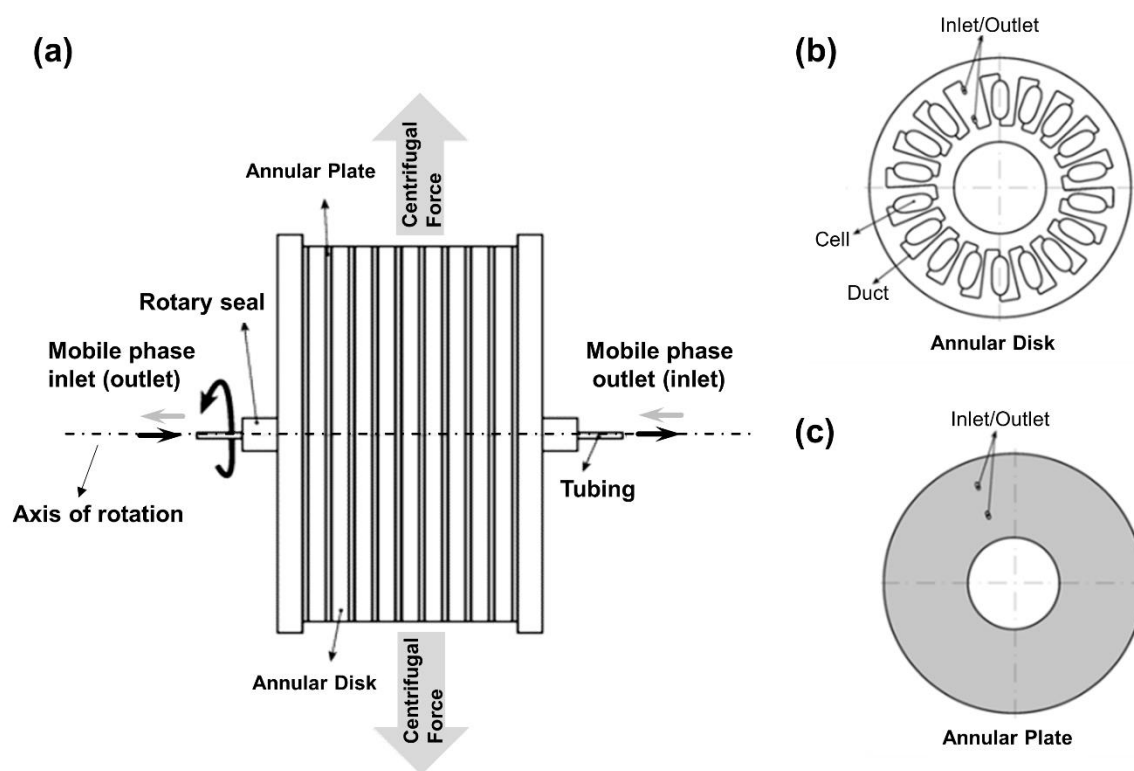 (a)
Centrifugal
Force
Annular Plate
Rotary seal
Mobile phase
inlet (outlet)
Mobile phase
outlet (inlet)
Tubing
Axis of rotation
Annular Disk
Centrifugal
Force
(b)
Inlet/Outlet
Cell
Duct
Annular Disk
(c)
Inlet/Outlet
Annular Plate